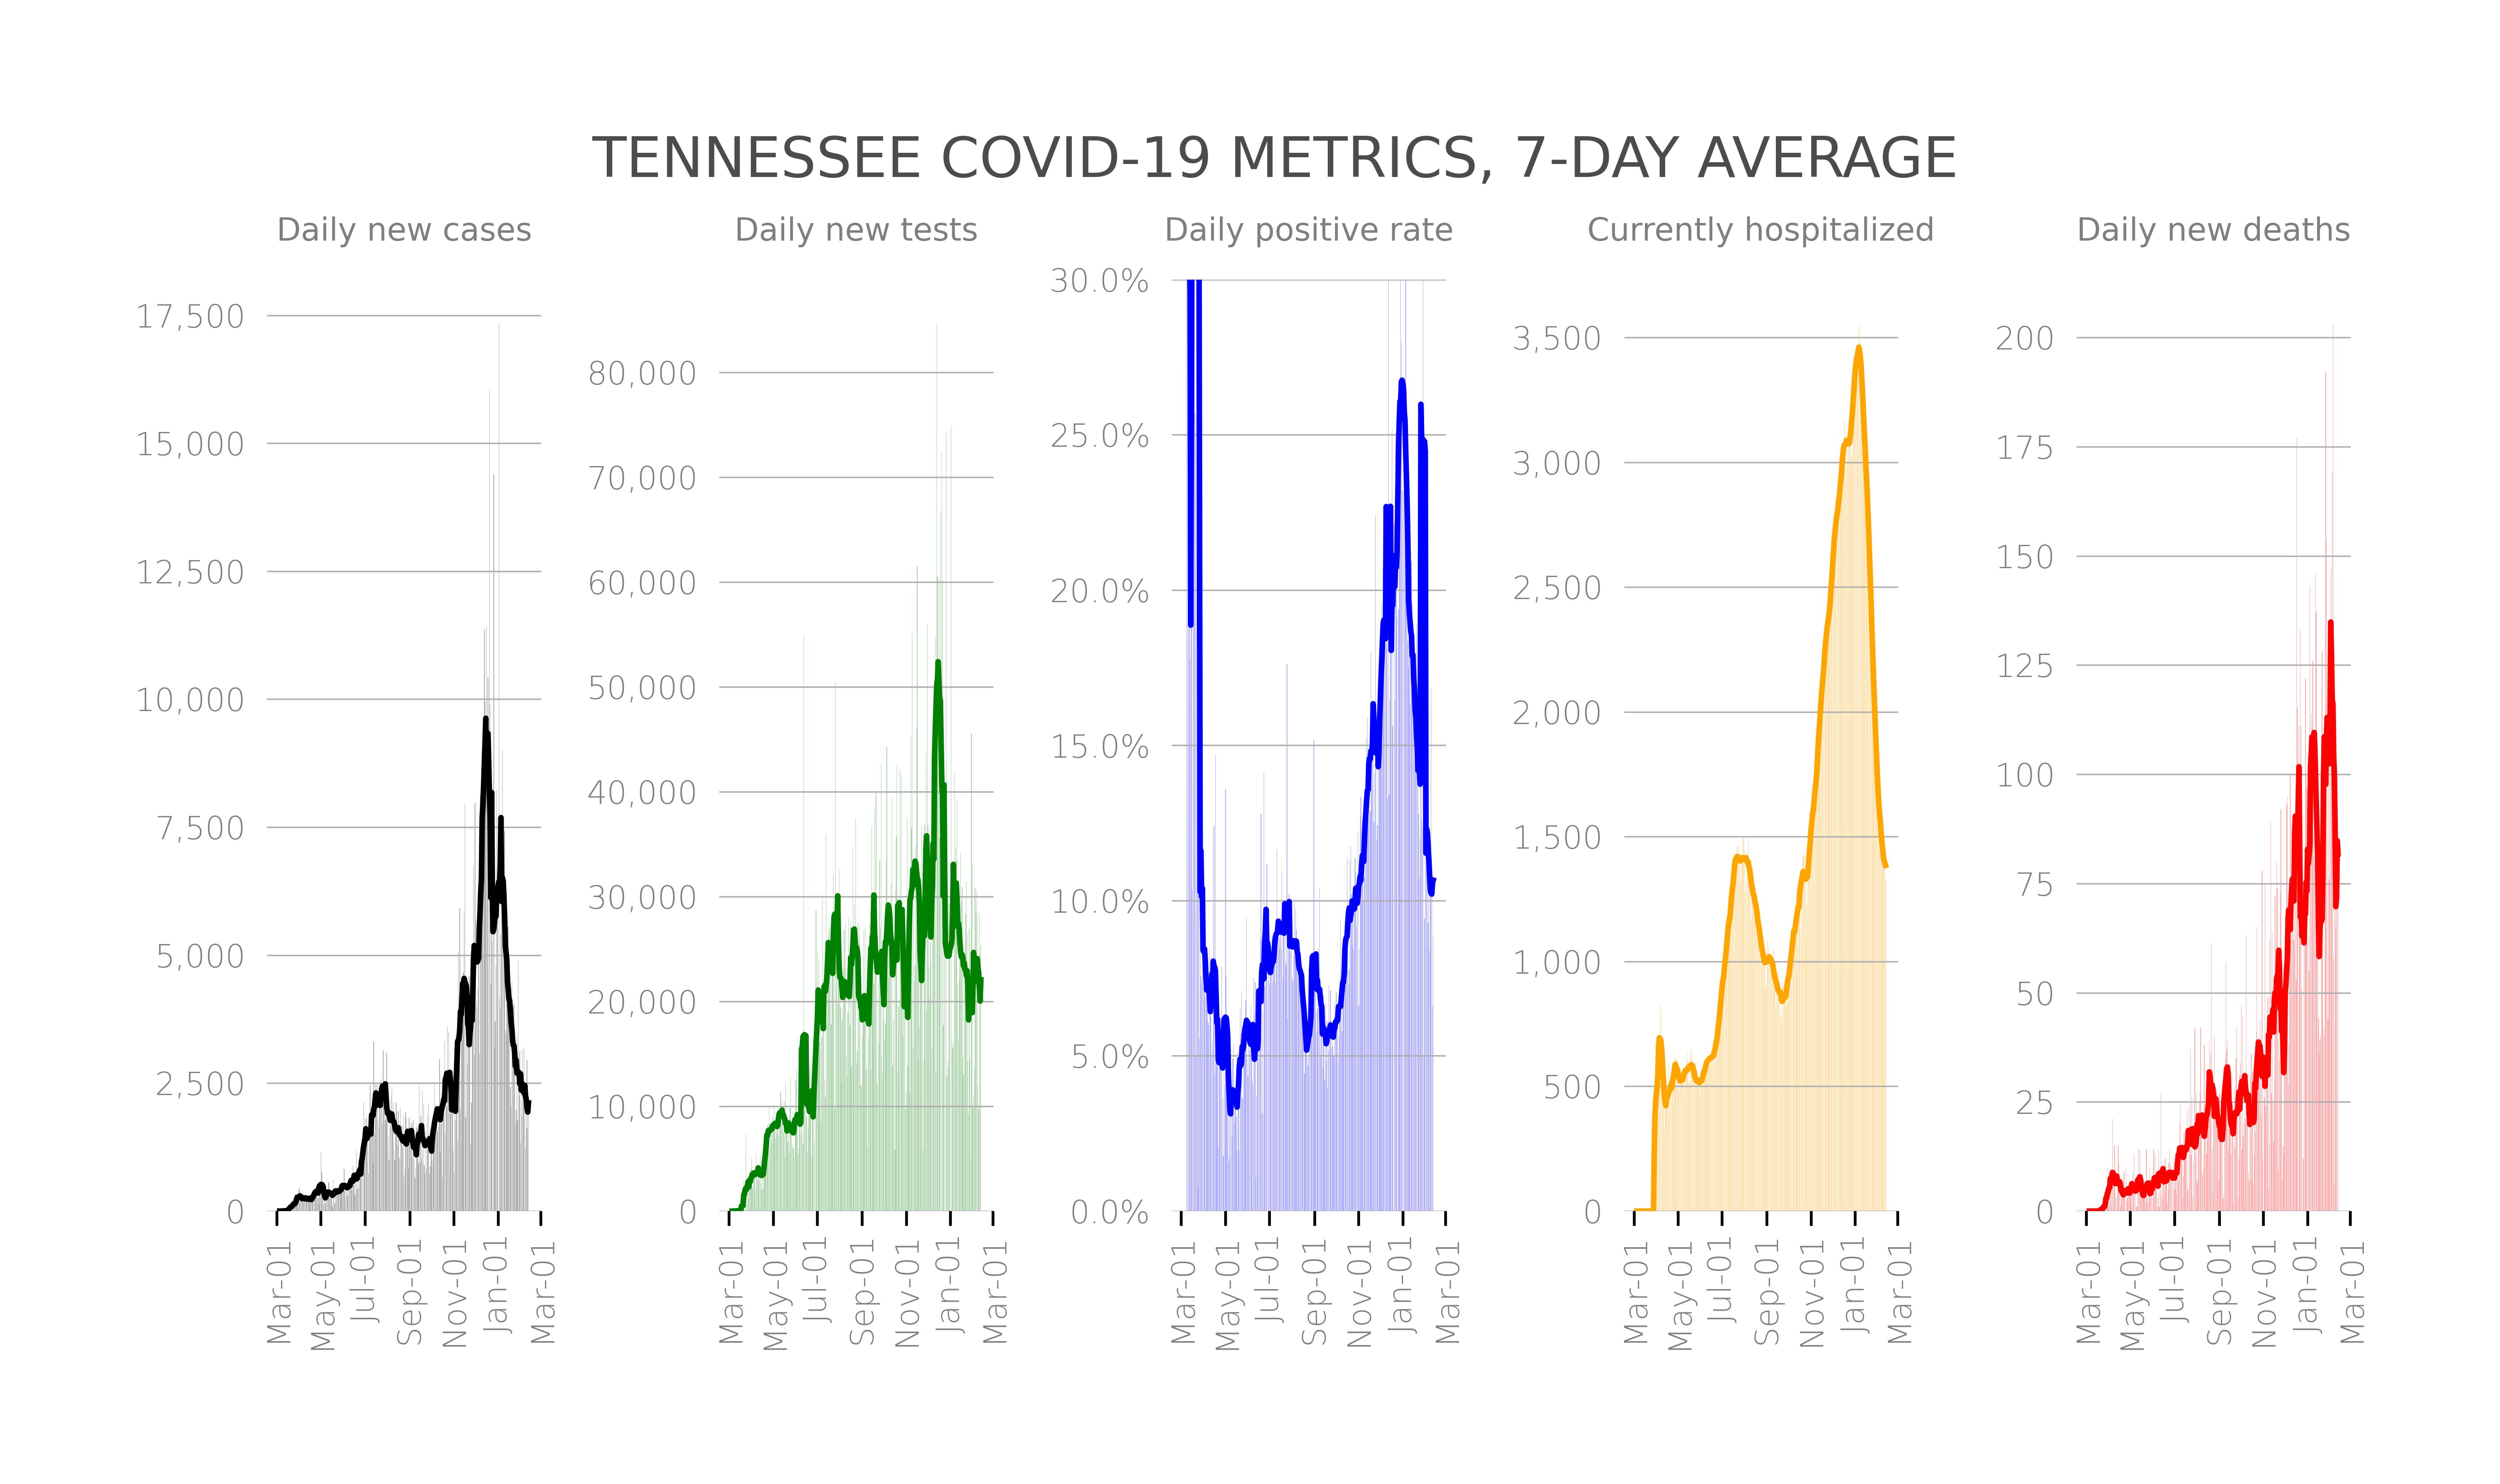 TENNESSEE COVID-19 METRICS, 7-DAY AVERAGE
Daily new cases
17,500
15,000
12,500
10,000
7,500
5,000
2,500
0
Mar-01
May-01
Jul-01
Sep-01
Nov-01
Jan-01
Mar-01
Daily new tests
80,000
70,000
60,000
50,000
40,000
30,000
20,000
10,000
0
Mar-01
May-01
Jul-01
Sep-01
Nov-01
Jan-01
Mar-01
Daily positive rate
30.0%
25.0%
20.0%
15.0%
10.0%
5.0%
0.0%
Mar-01
May-01
Jul-01
Sep-01
Nov-01
Jan-01
Mar-01
Currently hospitalized
3,500
3,000
2,500
2,000
1,500
1,000
500
0
Mar-01
May-01
Jul-01
Sep-01
Nov-01
Jan-01
Mar-01
Daily new deaths
200
175
150
125
100
75
50
25
0
Mar-01
May-01
Jul-01
Sep-01
Nov-01
Jan-01
Mar-01